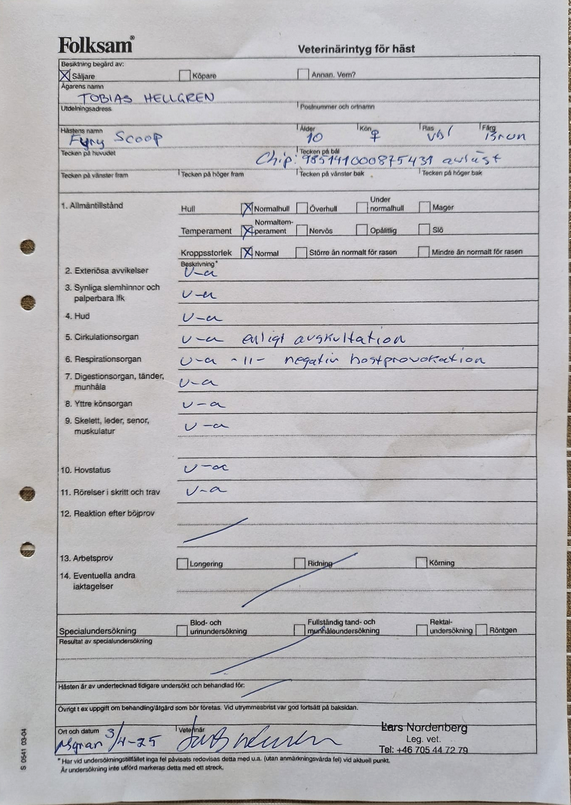 Folksam®
Veterinärintyg för häst
Besiktning begärd av:
Säljare Köpare Annan. Vem?
Ägarens namn
TOBIAS HELLGREN
Utdelningsadress Postnummer och ortnamn
Hästens namn Ålder Kön Ras Färg
Fyry Scoop 10 ♀ vbl Brun
Tecken på huvudet Tecken på bål
Chip: 985141000875431 avläst
Tecken på vänster fram Tecken på höger fram Tecken på vänster bak Tecken på höger bak
1. Allmäntillstånd Hull Normalhull Överhull Under normalhull Mager
Temperament Normaltemperament Nervös Opålitlig Slö
Kroppsstorlek Normal Större än normalt för rasen Mindre än normalt för rasen
Beskrivning*
2. Exteriösa avvikelser u-a
3. Synliga slemhinnor och palperbara lfk u-a
4. Hud u-a
5. Cirkulationsorgan u-a enligt avskultation
6. Respirationsorgan u-a -11- negativ hostprovokation
7. Digestionsorgan, tänder, munhåla u-a
8. Yttre könsorgan u-a
9. Skelett, leder, senor, muskulatur u-a
10. Hovstatus u-a
11. Rörelser i skritt och trav u-a
12. Reaktion efter böjprov
13. Arbetsprov Longering Ridning Körning
14. Eventuella andra iakttagelser
Specialundersökning Blod- och urinundersökning Fullständig tand- och munhåleundersökning Rektal-undersökning Röntgen
Resultat av specialundersökning
Hästen är av undertecknad tidigare undersökt och behandlad för:
Övrigt t ex uppgift om behandling/åtgärd som bör företas. Vid utrymmesbrist var god fortsätt på baksidan.
Ort och datum 3/4-25 Veterinär
Lars Nordenberg
Leg. vet.
Tel: +46 705 44 72 79
* Har vid undersökningstillfället inga fel påvisats redovisas detta med u.a. (utan anmärkningsvärda fel) vid aktuell punkt.
Är undersökning inte utförd markeras detta med ett streck.
S 0541 03-04